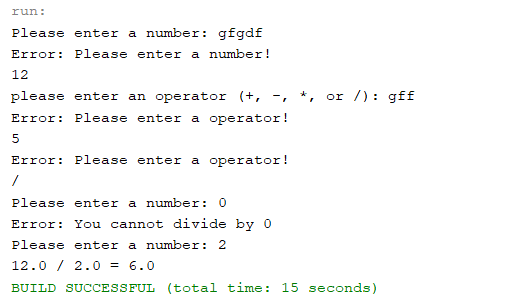 run:
Please enter a number: gfgdf
Error: Please enter a number!
12
please enter an operator (+, -, *, or /): gff
Error: Please enter a operator!
5
Error: Please enter a operator!
/
Please enter a number: 0
Error: You cannot divide by 0
Please enter a number: 2
12.0 / 2.0 = 6.0
BUILD SUCCESSFUL (total time: 15 seconds)